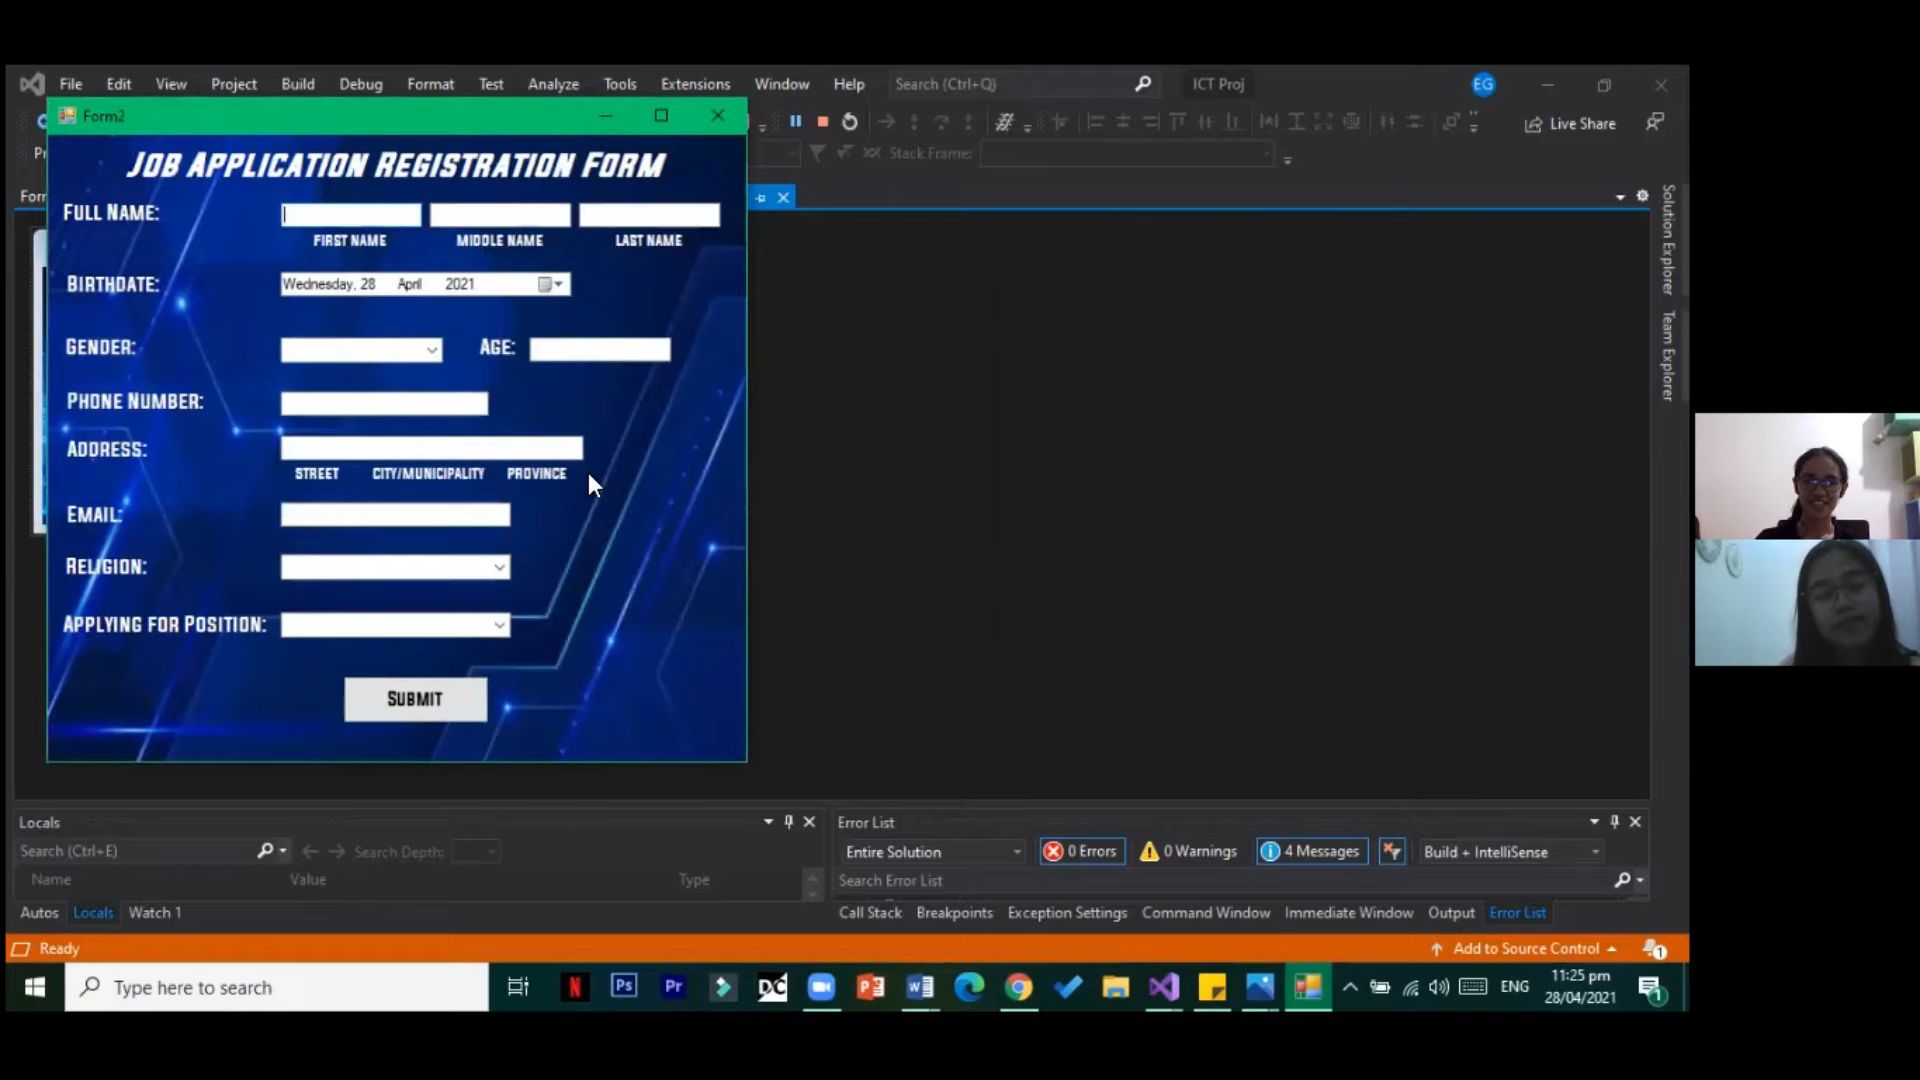 File Edit View Project Build Debug Format Test Analyze Tools Extensions Window Help Search (Ctrl+Q) ICT Proj EG
Form2
Live Share
Stack Frame:
JOB APPLICATION REGISTRATION FORM
FULL NAME:
FIRST NAME MIDDLE NAME LAST NAME
BIRTHDATE: Wednesday, 28 April 2021
GENDER: AGE:
PHONE NUMBER:
ADDRESS:
STREET CITY/MUNICIPALITY PROVINCE
EMAIL:
RELIGION:
APPLYING FOR POSITION:
SUBMIT
Solution Explorer
Team Explorer
Locals
Search (Ctrl+E) Search Depth:
Name Value Type
Autos Locals Watch 1
Error List
Entire Solution 0 Errors 0 Warnings 4 Messages Build + IntelliSense
Search Error List
Call Stack Breakpoints Exception Settings Command Window Immediate Window Output Error List
Ready Add to Source Control 1
Type here to search
N Ps Pr DC P W ENG 11:25 pm
28/04/2021
1